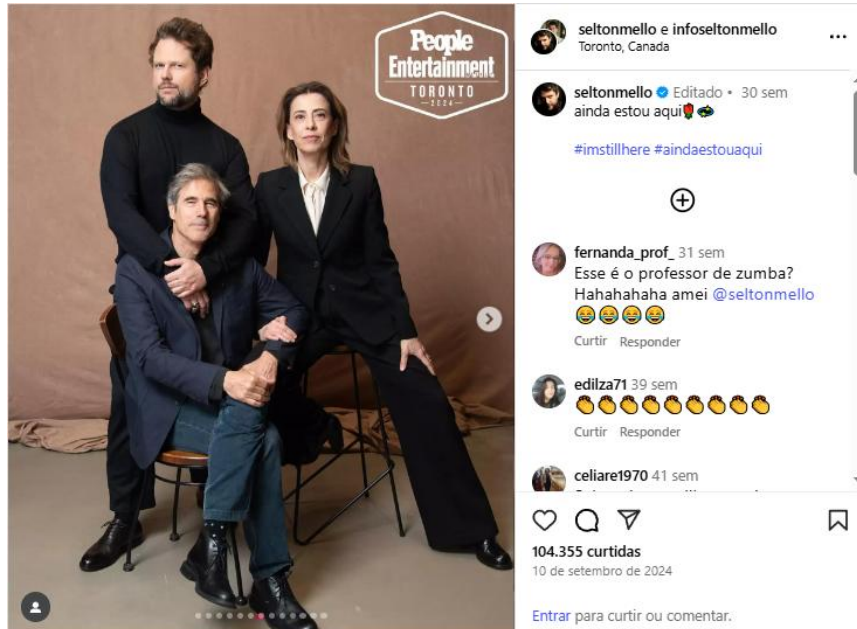 People
Entertainment
TORONTO
2024
seltonmello e infoseltonmello
Toronto, Canada
seltonmello Editado • 30 sem
ainda estou aqui🌹🪬
#imstillhere #aindaestouaqui
fernanda_prof_ 31 sem
Esse é o professor de zumba?
Hahahahaha amei @seltonmello
😂😂😂😂
Curtir Responder
edilza71 39 sem
👏👏👏👏👏👏👏👏👏
Curtir Responder
celiare1970 41 sem
104.355 curtidas
10 de setembro de 2024
Entrar para curtir ou comentar.